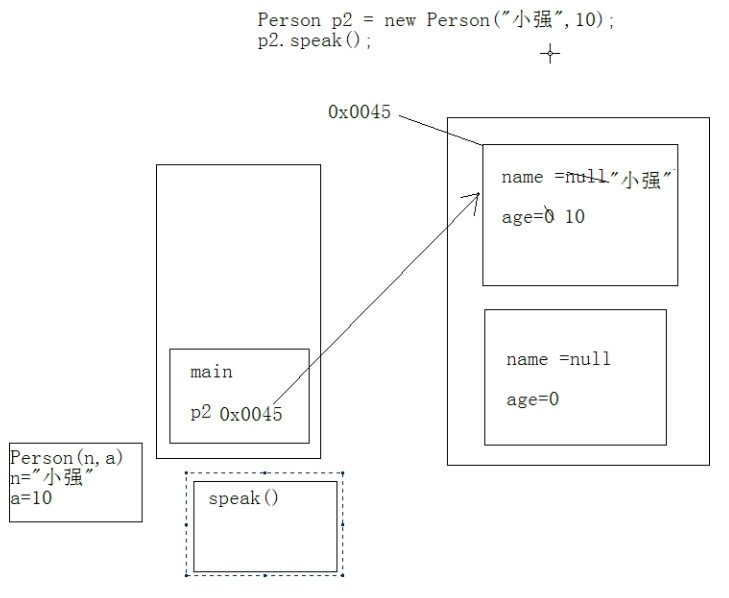 Person p2 = new Person("小强",10);
p2.speak();
0x0045
name =null"小强"
age=0 10
main
p2 0x0045
name =null
age=0
Person(n,a)
n="小强"
a=10
speak()